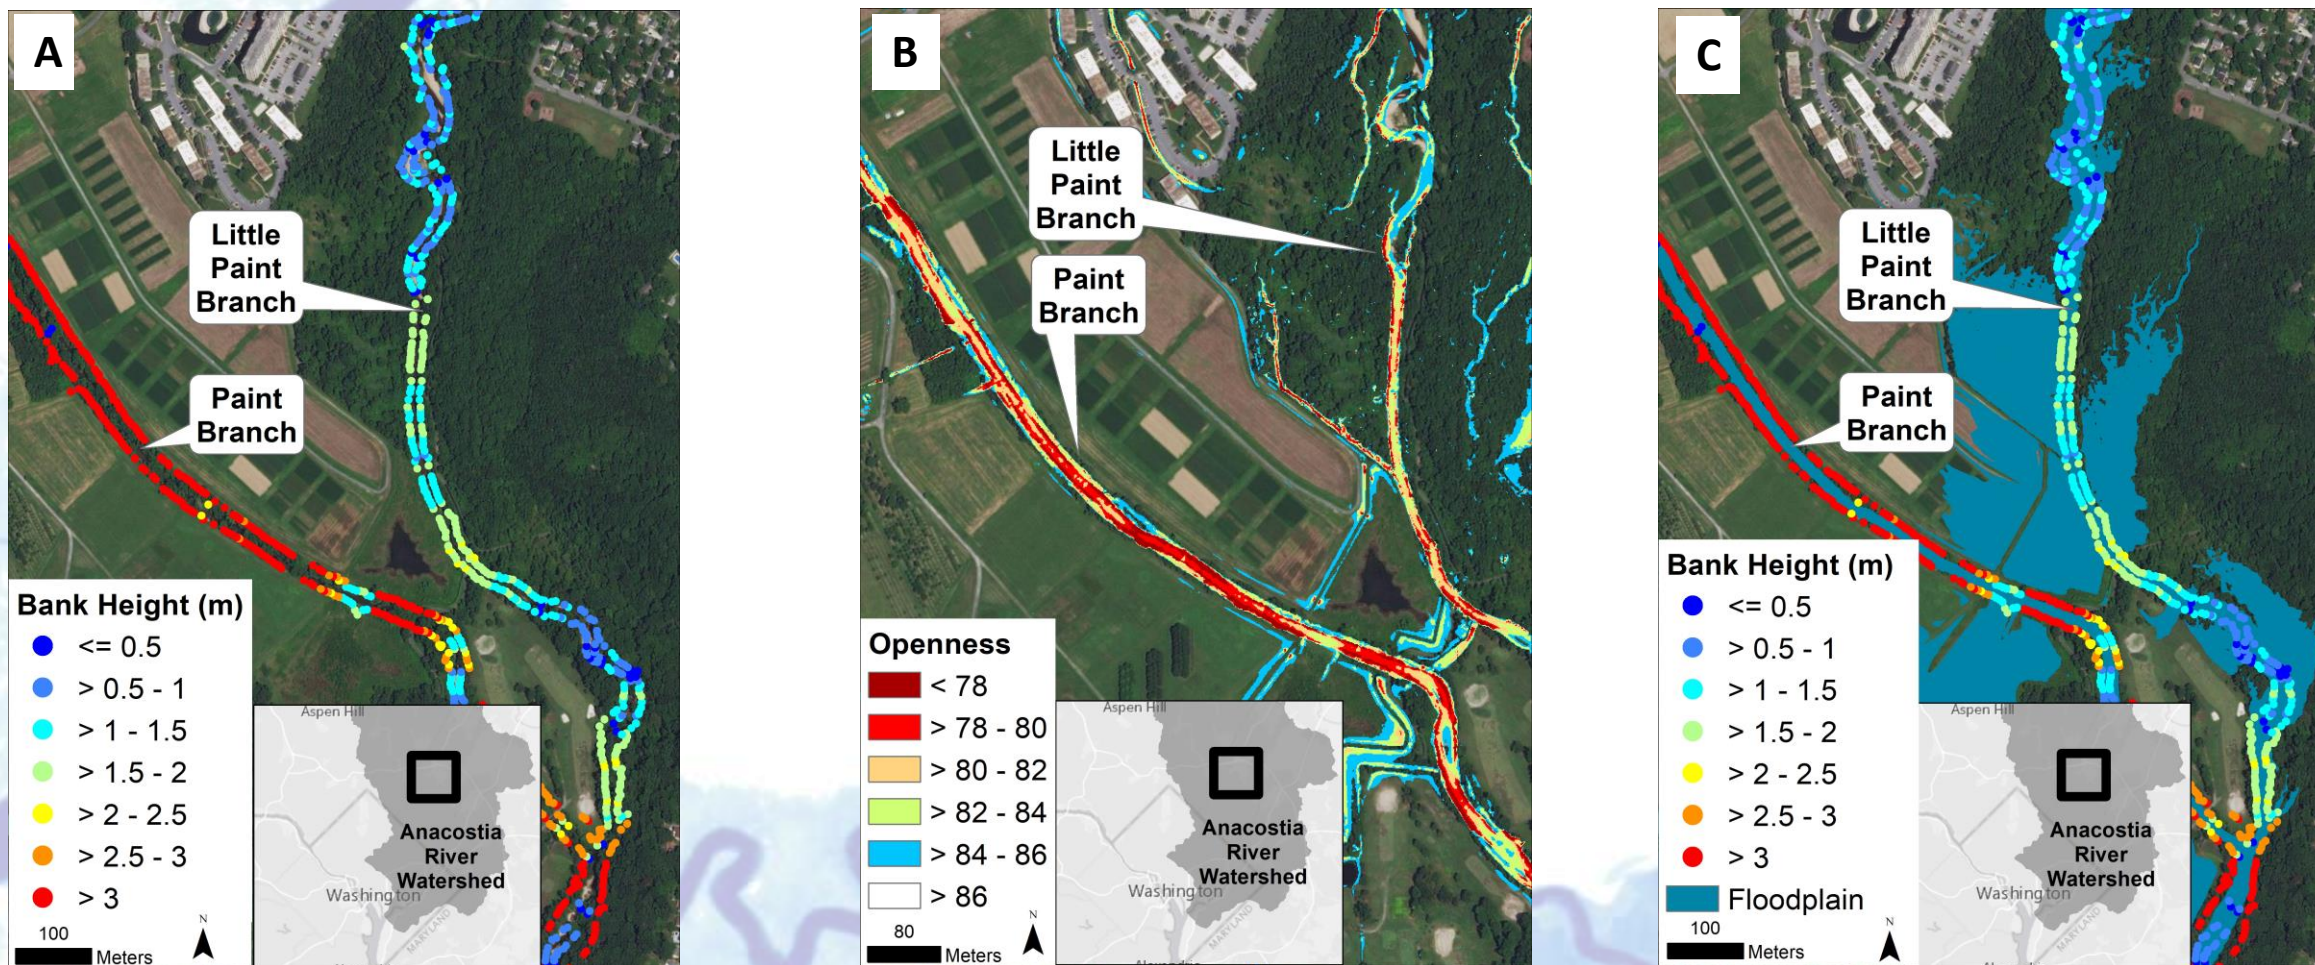 A
Little
Paint
Branch
Paint
Branch
Bank Height (m)
<= 0.5
> 0.5 - 1
> 1 - 1.5
> 1.5 - 2
> 2 - 2.5
> 2.5 - 3
> 3
100
Meters
N
Aspen Hill
Anacostia
River
Watershed
Washington
MARYLAND
B
Little
Paint
Branch
Paint
Branch
Openness
< 78
> 78 - 80
> 80 - 82
> 82 - 84
> 84 - 86
> 86
80
Meters
N
Aspen Hill
Anacostia
River
Watershed
Washington
MARYLAND
C
Little
Paint
Branch
Paint
Branch
Bank Height (m)
<= 0.5
> 0.5 - 1
> 1 - 1.5
> 1.5 - 2
> 2 - 2.5
> 2.5 - 3
> 3
Floodplain
100
Meters
N
Aspen Hill
Anacostia
River
Watershed
Washington
MARYLAND